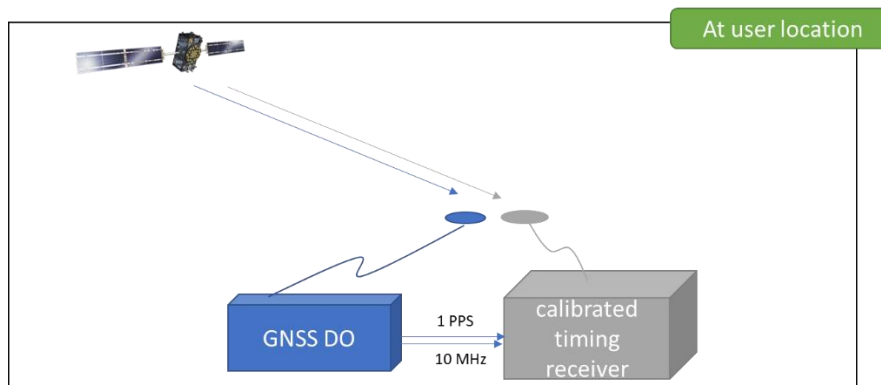 At user location
GNSS DO
1 PPS
10 MHz
calibrated
timing
receiver